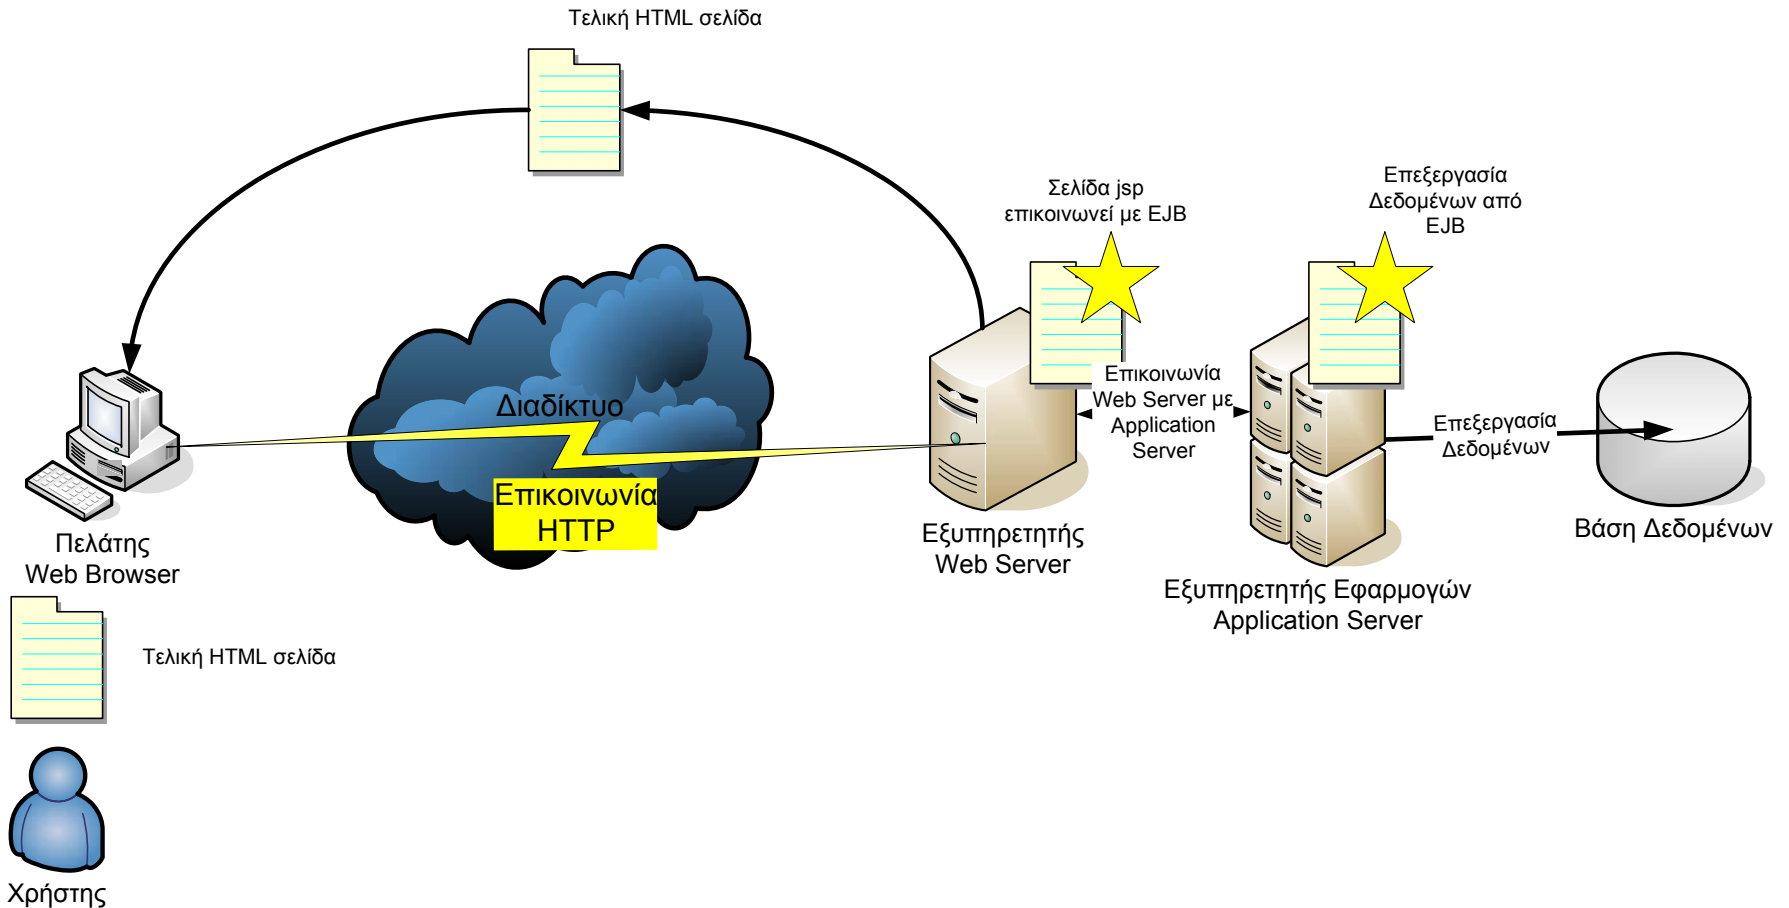 Τελική HTML σελίδα
Σελίδα jsp
επικοινωνεί με EJB
Επεξεργασία
Δεδομένων από
EJB
Διαδίκτυο
Επικοινωνία
HTTP
Επικοινωνία
Web Server με
Application
Server
Επεξεργασία
Δεδομένων
Πελάτης
Web Browser
Εξυπηρετητής
Web Server
Εξυπηρετητής Εφαρμογών
Application Server
Βάση Δεδομένων
Τελική HTML σελίδα
Χρήστης